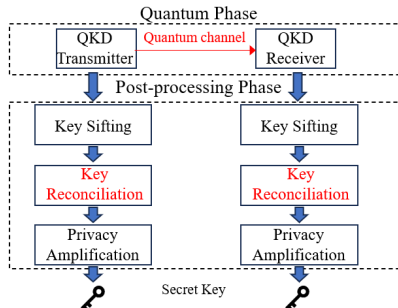 Quantum Phase
QKD
Transmitter
Quantum channel
QKD
Receiver
Post-processing Phase
Key Sifting
Key Sifting
Key
Reconciliation
Key
Reconciliation
Privacy
Amplification
Privacy
Amplification
Secret Key